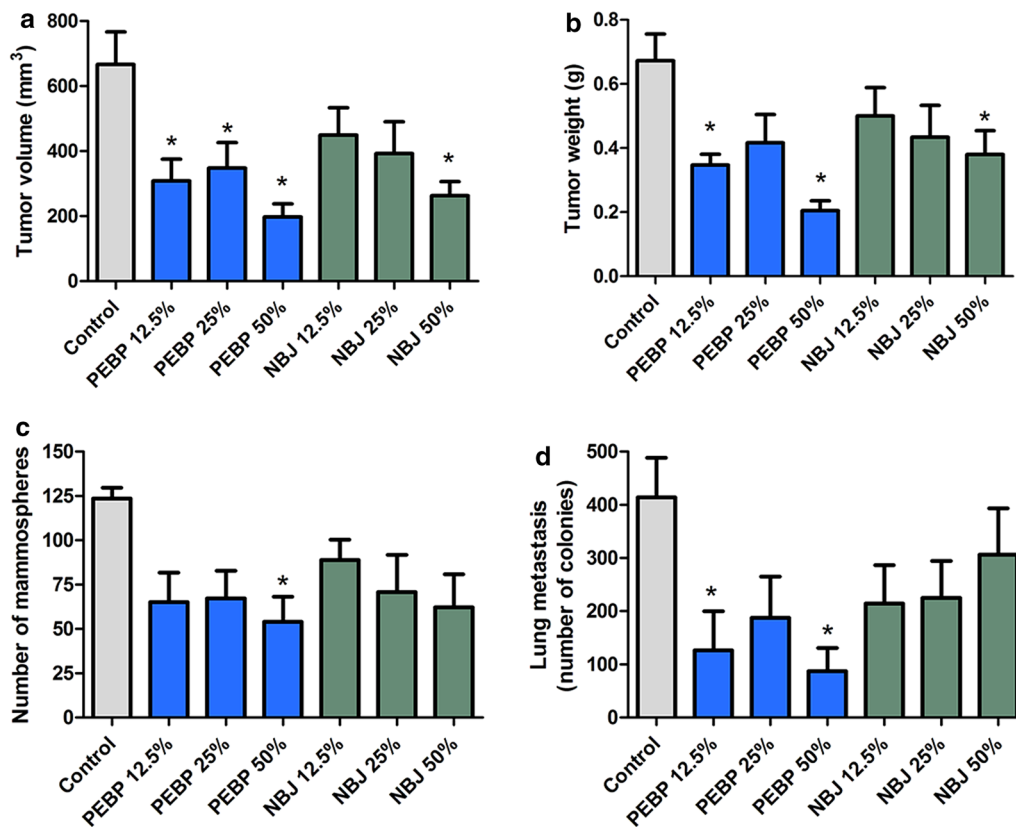 a
Tumor volume (mm³)
800
600
400
200
0
*
*
*
*
Control
PEBP 12.5%
PEBP 25%
PEBP 50%
NBJ 12.5%
NBJ 25%
NBJ 50%
b
Tumor weight (g)
0.8
0.6
0.4
0.2
0.0
*
*
*
Control
PEBP 12.5%
PEBP 25%
PEBP 50%
NBJ 12.5%
NBJ 25%
NBJ 50%
c
Number of mammospheres
150
125
100
75
50
25
0
*
Control
PEBP 12.5%
PEBP 25%
PEBP 50%
NBJ 12.5%
NBJ 25%
NBJ 50%
d
Lung metastasis
(number of colonies)
500
400
300
200
100
0
*
*
Control
PEBP 12.5%
PEBP 25%
PEBP 50%
NBJ 12.5%
NBJ 25%
NBJ 50%